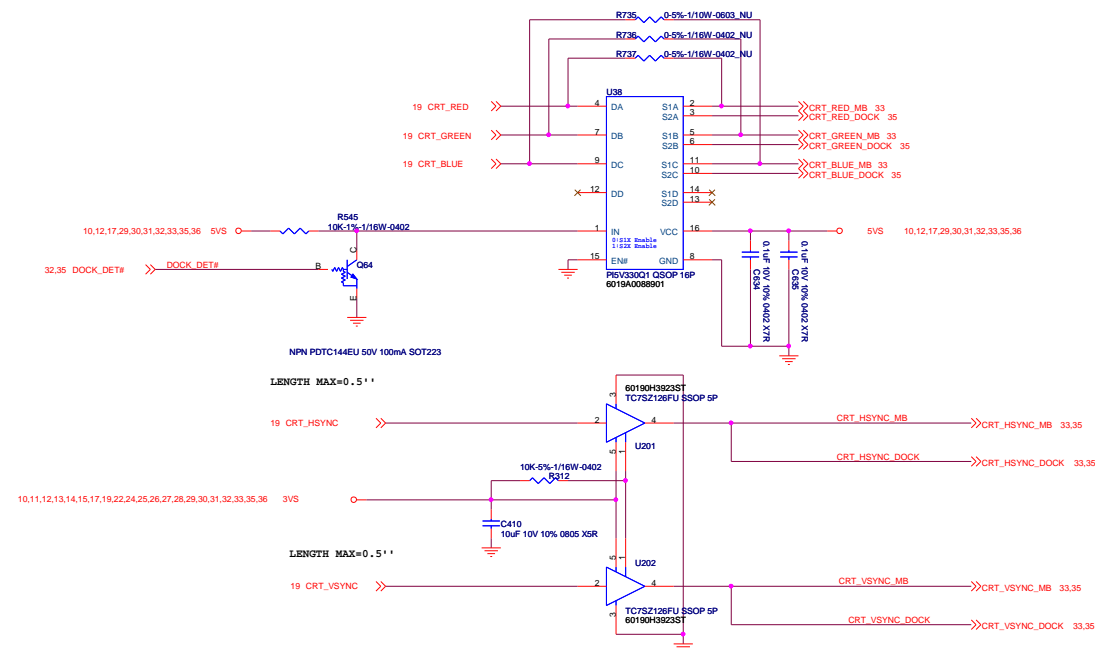 R735 0-5%-1/10W-0603_NU
R736 0-5%-1/16W-0402_NU
R737 0-5%-1/16W-0402_NU
U38
19 CRT_RED 4 DA S1A 2 CRT_RED_MB 33
S2A 3 CRT_RED_DOCK 35
19 CRT_GREEN 7 DB S1B 5 CRT_GREEN_MB 33
S2B 6 CRT_GREEN_DOCK 35
19 CRT_BLUE 9 DC S1C 11 CRT_BLUE_MB 33
S2C 10 CRT_BLUE_DOCK 35
12 DD S1D 14
S2D 13
R545
10K-1%-1/16W-0402
10,12,17,29,30,31,32,33,35,36 5VS 1 IN VCC 16 5VS 10,12,17,29,30,31,32,33,35,36
0:S1X Enable
1:S2X Enable
15 EN# GND 8
PI5V330Q1 QSOP 16P
6019A0088901
C634
0.1uF 10V 10% 0402 X7R
C635
0.1uF 10V 10% 0402 X7R
32,35 DOCK_DET# DOCK_DET# B C E Q64
NPN PDTC144EU 50V 100mA SOT223
LENGTH MAX=0.5''
60190H3923ST
TC7SZ126FU SSOP 5P
3
19 CRT_HSYNC 2 4 CRT_HSYNC_MB CRT_HSYNC_MB 33,35
U201
5 1
CRT_HSYNC_DOCK CRT_HSYNC_DOCK 33,35
10K-5%-1/16W-0402
R312
10,11,12,13,14,15,17,19,22,24,25,26,27,28,29,30,31,32,33,35,36 3VS
C410
10uF 10V 10% 0805 X5R
LENGTH MAX=0.5''
5 1
U202
19 CRT_VSYNC 2 4 CRT_VSYNC_MB CRT_VSYNC_MB 33,35
3
TC7SZ126FU SSOP 5P
60190H3923ST
CRT_VSYNC_DOCK CRT_VSYNC_DOCK 33,35